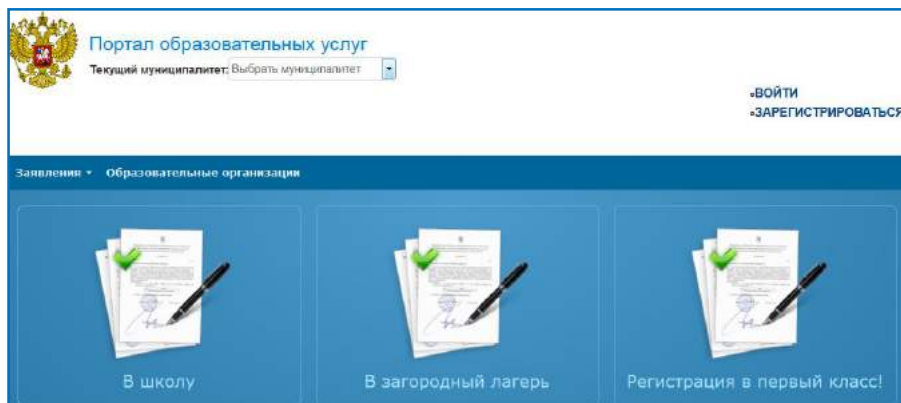 Портал образовательных услуг
Текущий муниципалитет: Выбрать муниципалитет
ВОЙТИ
ЗАРЕГИСТРИРОВАТЬСЯ
Заявления Образовательные организации
В школу В загородный лагерь Регистрация в первый класс!